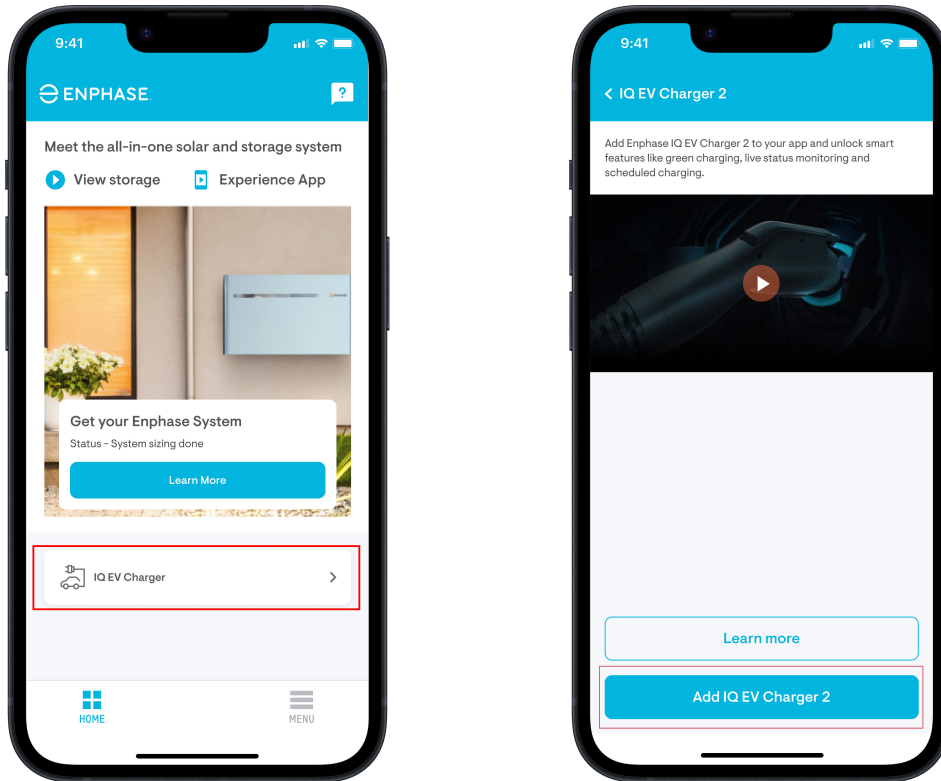 9:41
ENPHASE
Meet the all-in-one solar and storage system
View storage
Experience App
Get your Enphase System
Status - System sizing done
Learn More
IQ EV Charger
HOME
MENU
9:41
IQ EV Charger 2
Add Enphase IQ EV Charger 2 to your app and unlock smart
features like green charging, live status monitoring and
scheduled charging.
Learn more
Add IQ EV Charger 2